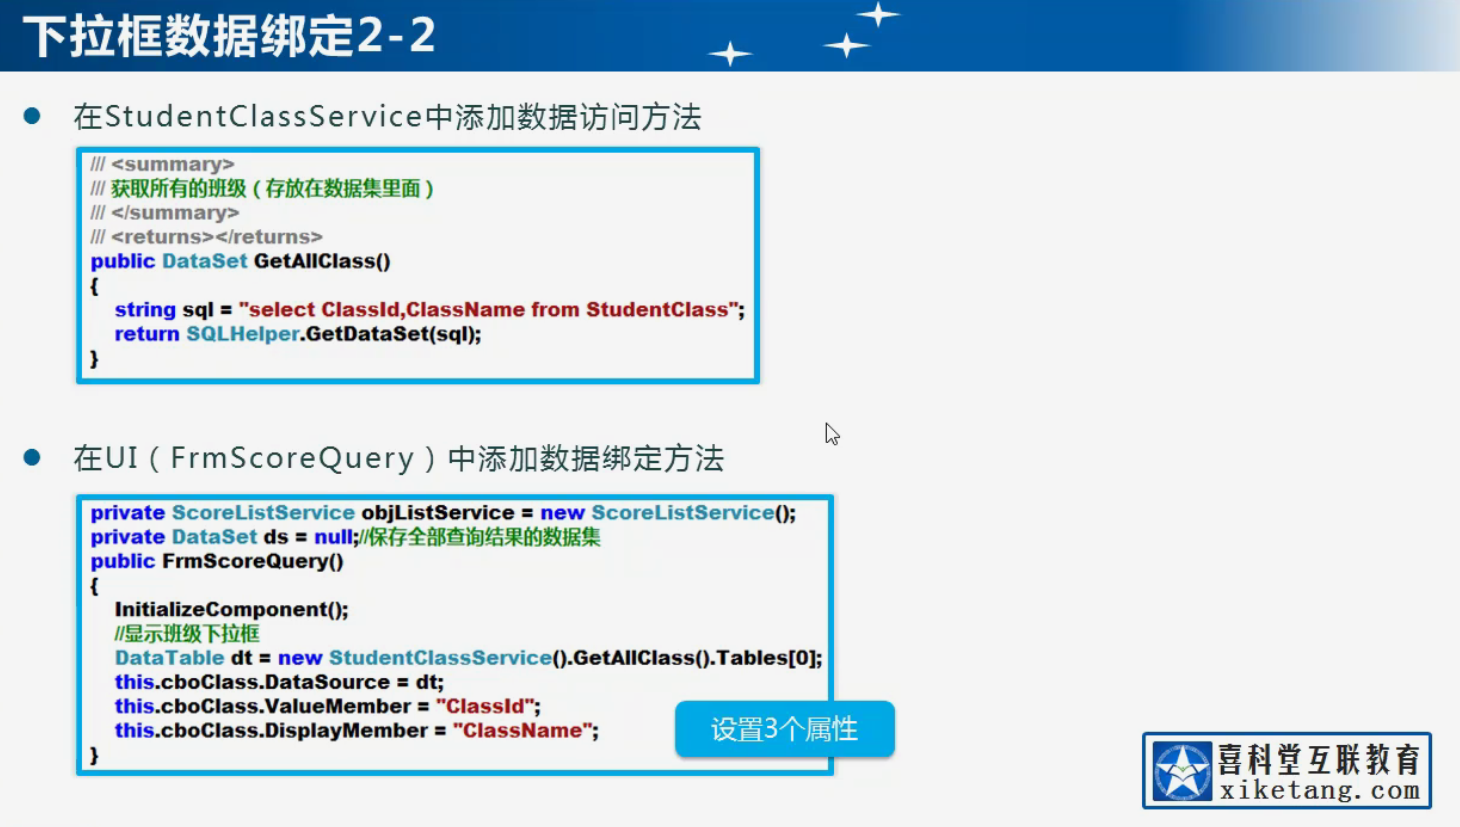 下拉框数据绑定2-2
在StudentClassService中添加数据访问方法
/// <summary>
/// 获取所有的班级（存放在数据集里面）
/// </summary>
/// <returns></returns>
public DataSet GetAllClass()
{
string sql = "select ClassId,ClassName from StudentClass";
return SQLHelper.GetDataSet(sql);
}
在UI（FrmScoreQuery）中添加数据绑定方法
private ScoreListService objListService = new ScoreListService();
private DataSet ds = null;//保存全部查询结果的数据集
public FrmScoreQuery()
{
InitializeComponent();
//显示班级下拉框
DataTable dt = new StudentClassService().GetAllClass().Tables[0];
this.cboClass.DataSource = dt;
this.cboClass.ValueMember = "ClassId";
this.cboClass.DisplayMember = "ClassName";
}
设置3个属性
喜科堂互联教育
xiketang.com